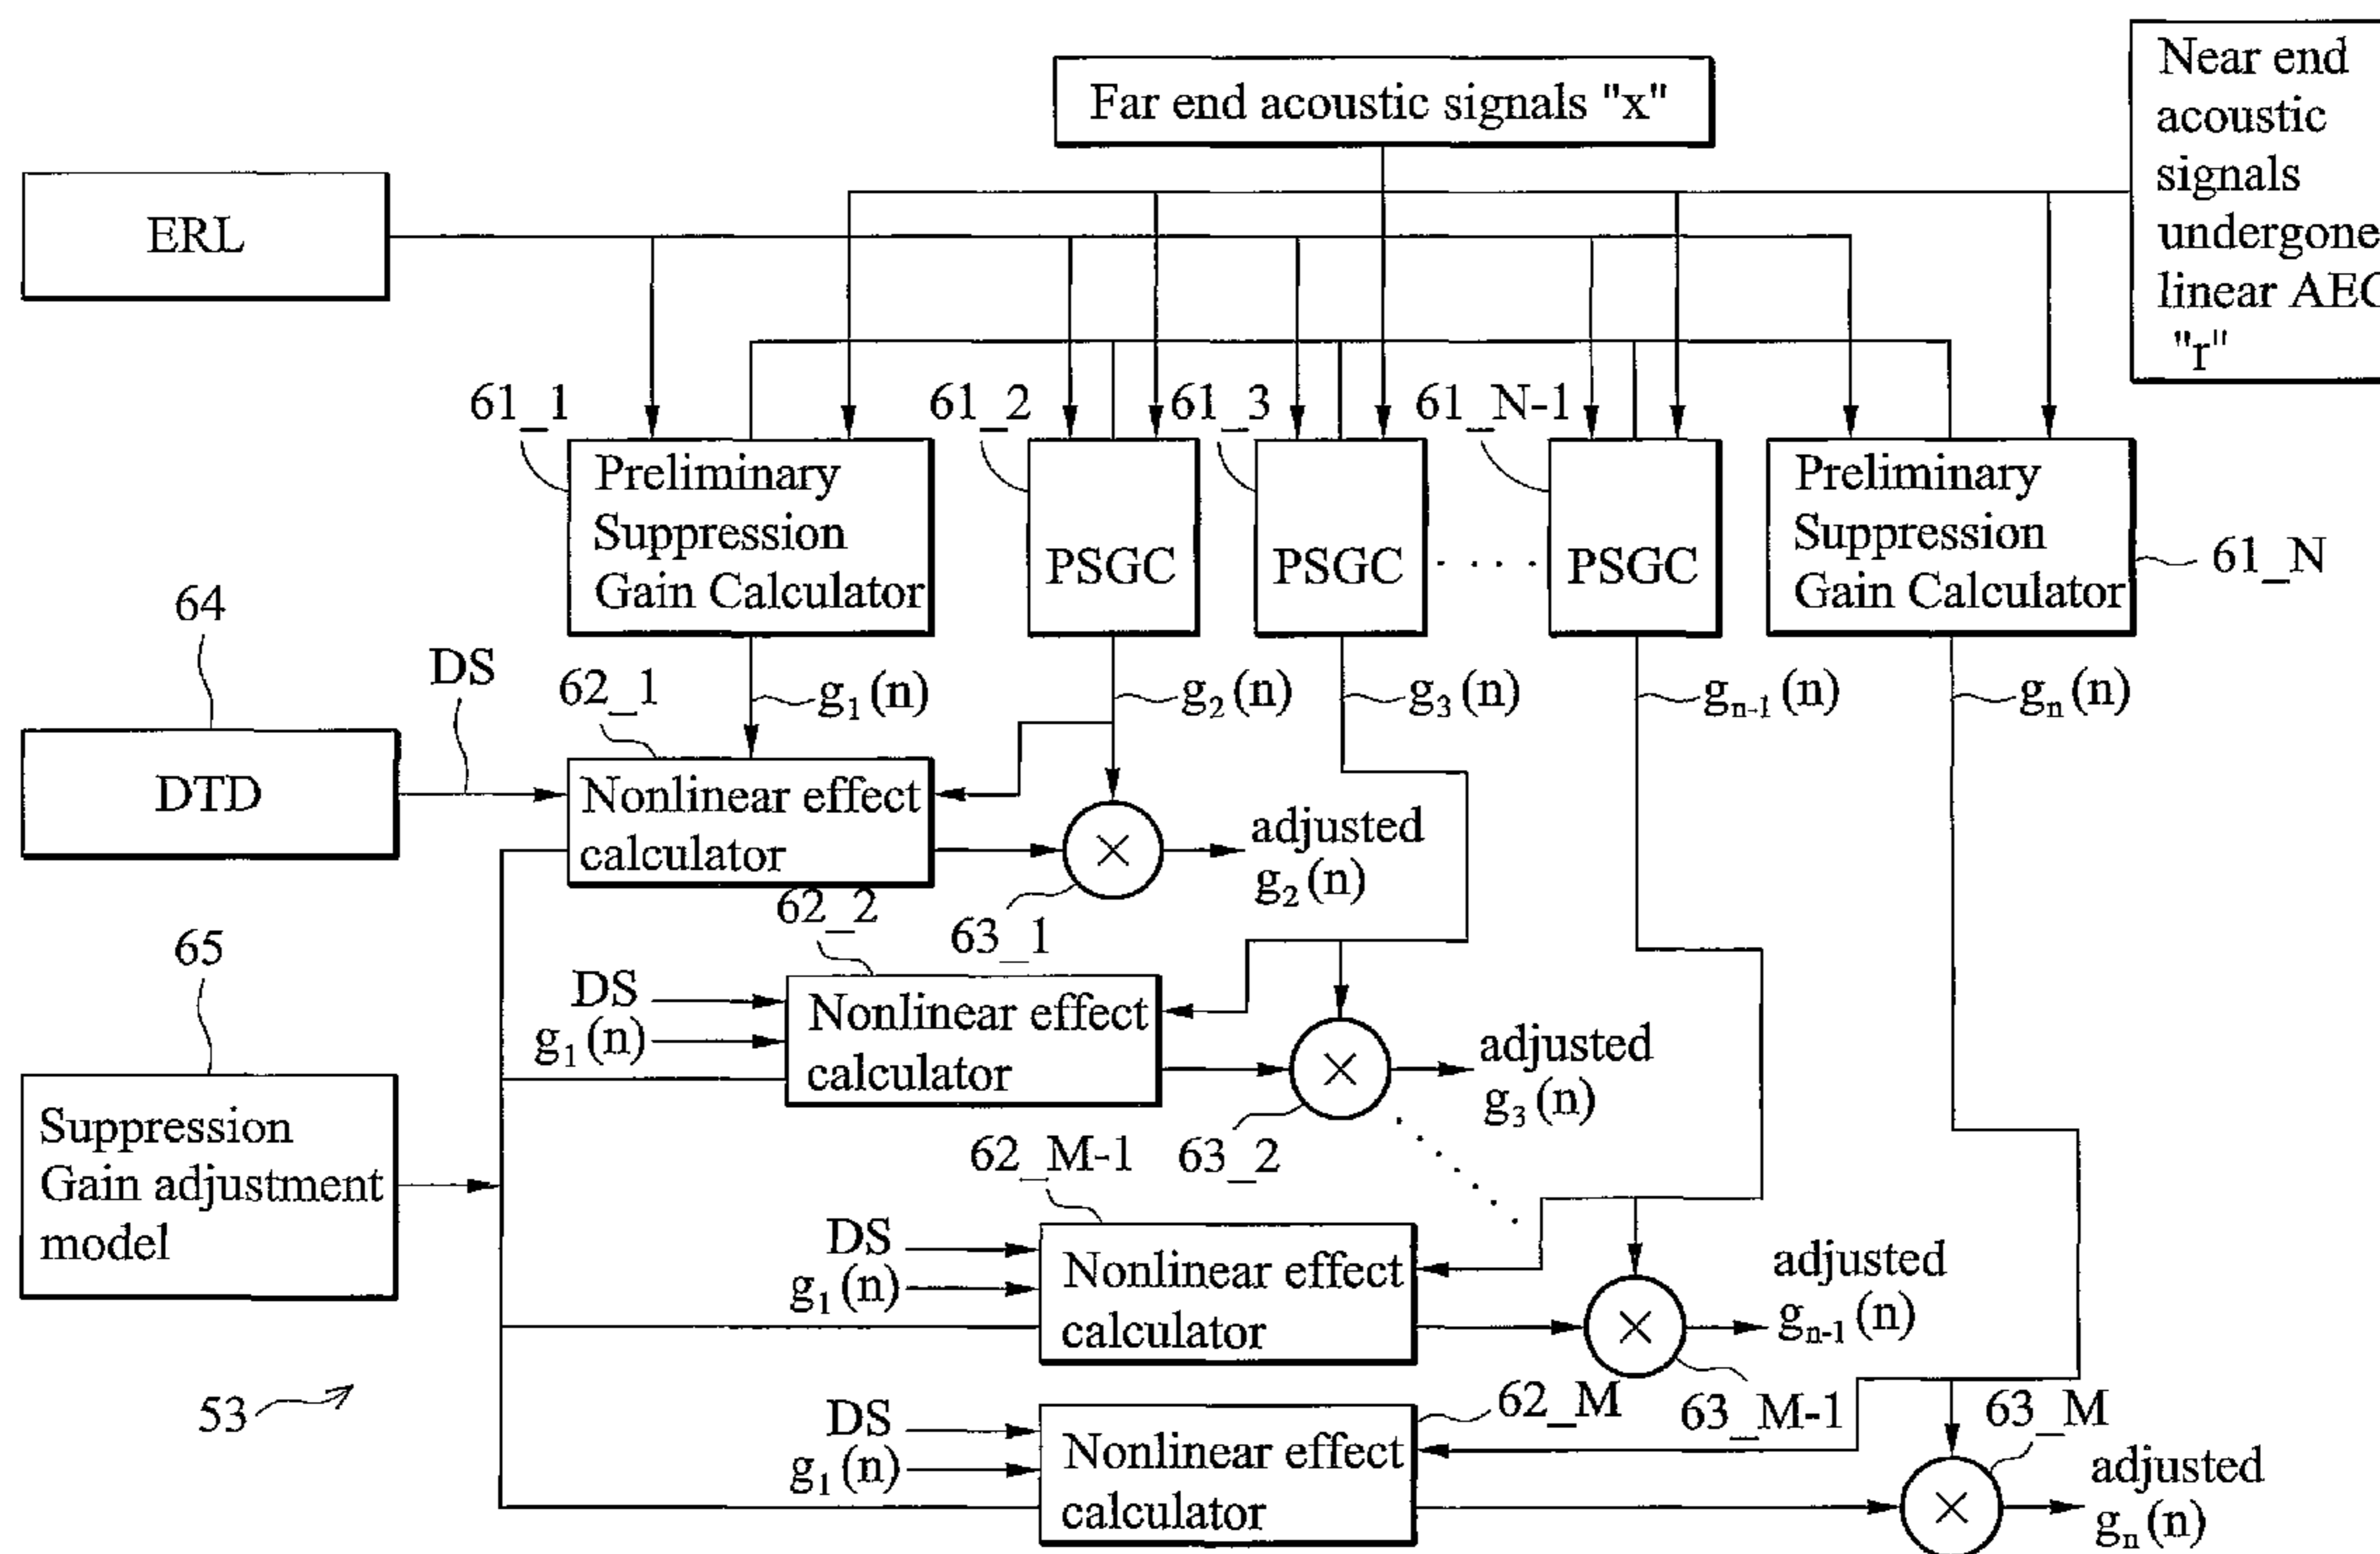 Far end acoustic signals "x"
Near end
acoustic
signals
undergone
linear AEC
"r"
ERL
61_1
61_2
61_3
61_N-1
Preliminary
Suppression
Gain Calculator
PSGC
PSGC
. . . .
PSGC
Preliminary
Suppression
Gain Calculator
61_N
64
DS
62_1
g₁(n)
g₂(n)
g₃(n)
gₙ₋₁(n)
gₙ(n)
DTD
Nonlinear effect
calculator
×
adjusted
g₂(n)
62_2
63_1
65
DS
g₁(n)
Nonlinear effect
calculator
×
adjusted
g₃(n)
Suppression
Gain adjustment
model
62_M-1
63_2
DS
g₁(n)
Nonlinear effect
calculator
×
adjusted
gₙ₋₁(n)
53
DS
g₁(n)
Nonlinear effect
calculator
62_M
63_M-1
63_M
×
adjusted
gₙ(n)